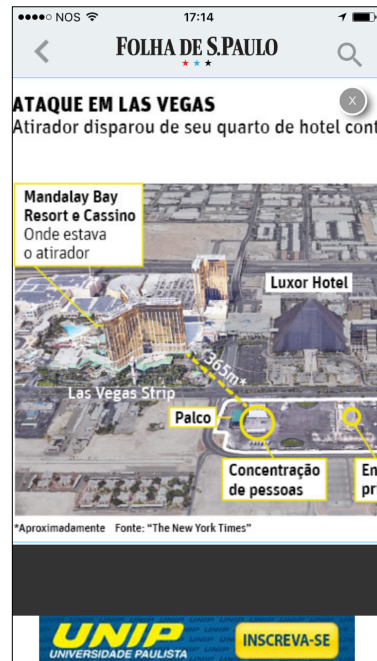 NOS 17:14
FOLHA DE S.PAULO
X
ATAQUE EM LAS VEGAS
Atirador disparou de seu quarto de hotel cont
Mandalay Bay
Resort e Cassino
Onde estava
o atirador
Luxor Hotel
365m*
Las Vegas Strip
Palco
Concentração
de pessoas
En
pr
*Aproximadamente Fonte: "The New York Times"
UNIP
UNIVERSIDADE PAULISTA
INSCREVA-SE